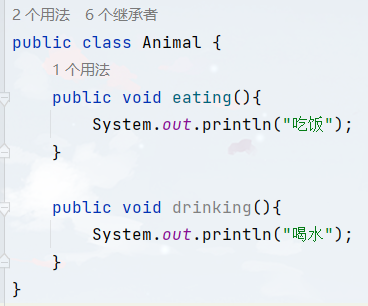 2 个用法 6 个继承者
public class Animal {
1 个用法
public void eating(){
System.out.println("吃饭");
}
public void drinking(){
System.out.println("喝水");
}
}